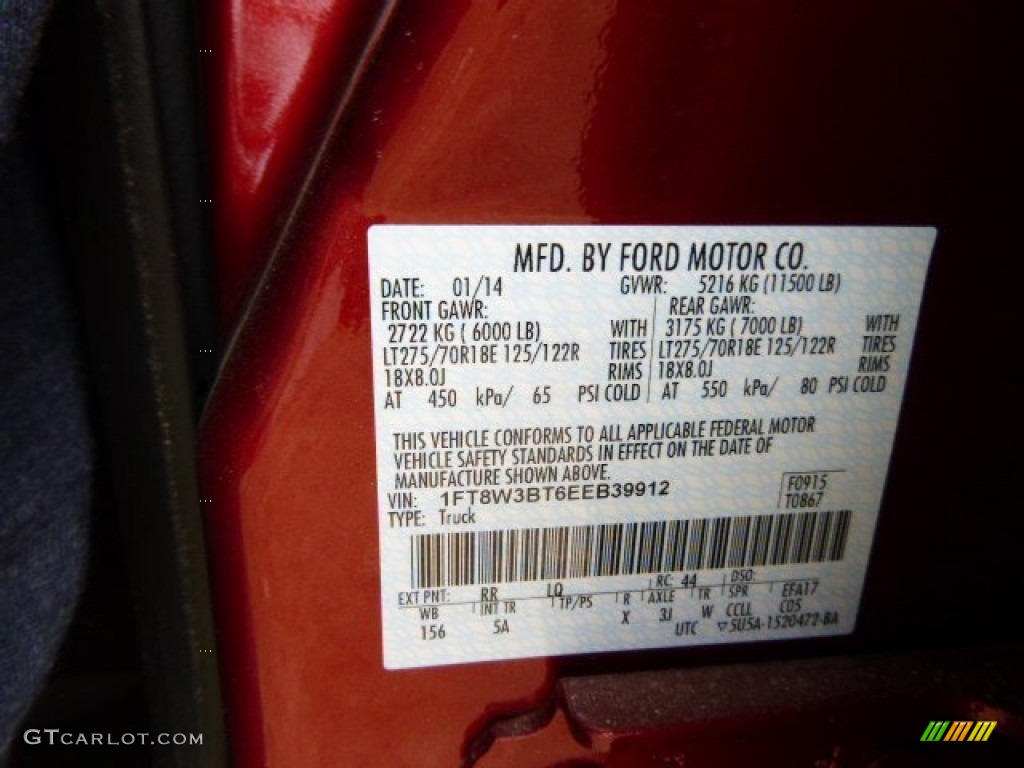 MFD. BY FORD MOTOR CO.
DATE: 01/14 GVWR: 5216 KG (11500 LB)
FRONT GAWR: REAR GAWR:
2722 KG ( 6000 LB) WITH 3175 KG ( 7000 LB) WITH
LT275/70R18E 125/122R TIRES LT275/70R18E 125/122R TIRES
18X8.0J RIMS 18X8.0J RIMS
AT 450 kPa/ 65 PSI COLD AT 550 kPa/ 80 PSI COLD
THIS VEHICLE CONFORMS TO ALL APPLICABLE FEDERAL MOTOR
VEHICLE SAFETY STANDARDS IN EFFECT ON THE DATE OF
MANUFACTURE SHOWN ABOVE.
VIN: 1FT8W3BT6EEB39912 F0915
TYPE: Truck T0867
EXT PNT: RR LQ RC: 44 DSO:
WB INT TR TP/PS R AXLE TR SPR EFA17
156 5A X 3J W CCLL CDS
UTC ▽5U5A-1520472-BA
GTCARLOT.COM